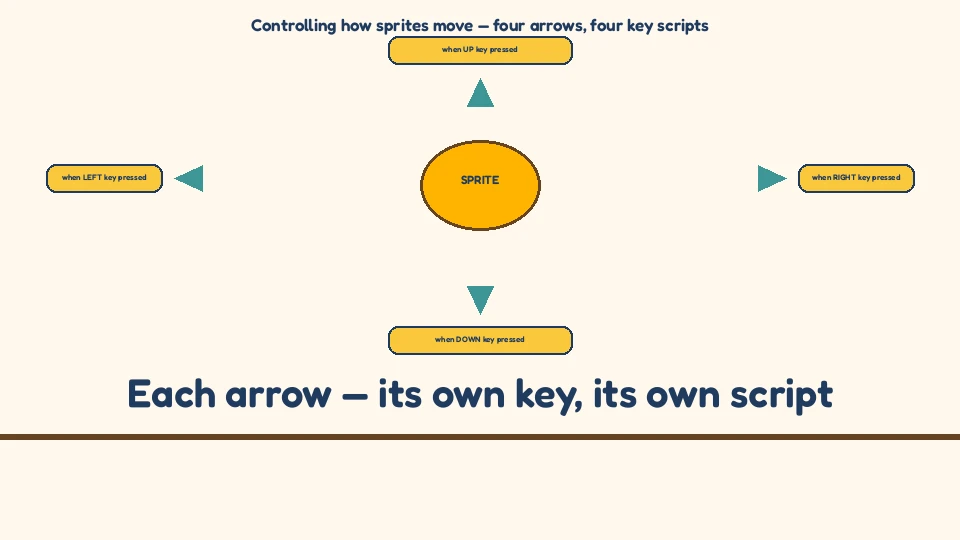 Controlling how sprites move — four arrows, four key scripts
when UP key pressed
SPRITE
when LEFT key pressed
when RIGHT key pressed
when DOWN key pressed
Each arrow — its own key, its own script